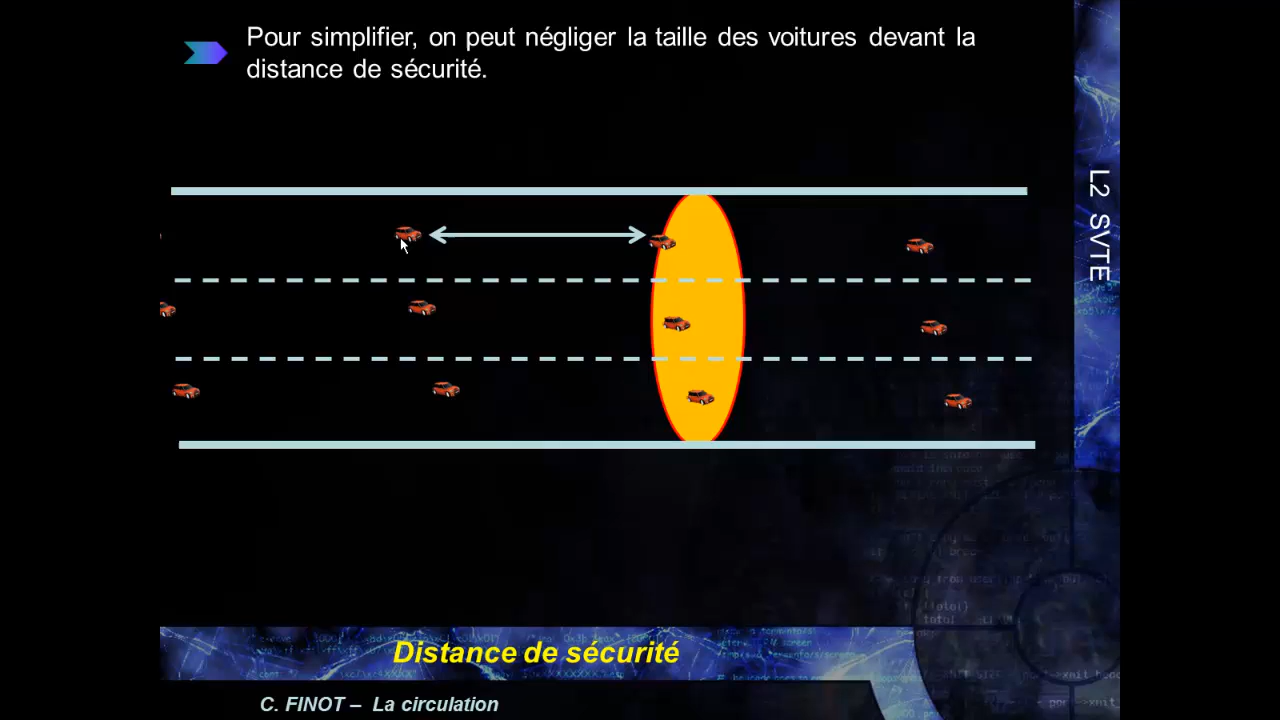 Pour simplifier, on peut négliger la taille des voitures devant la
distance de sécurité.
L2 SVTE
Distance de sécurité
C. FINOT – La circulation